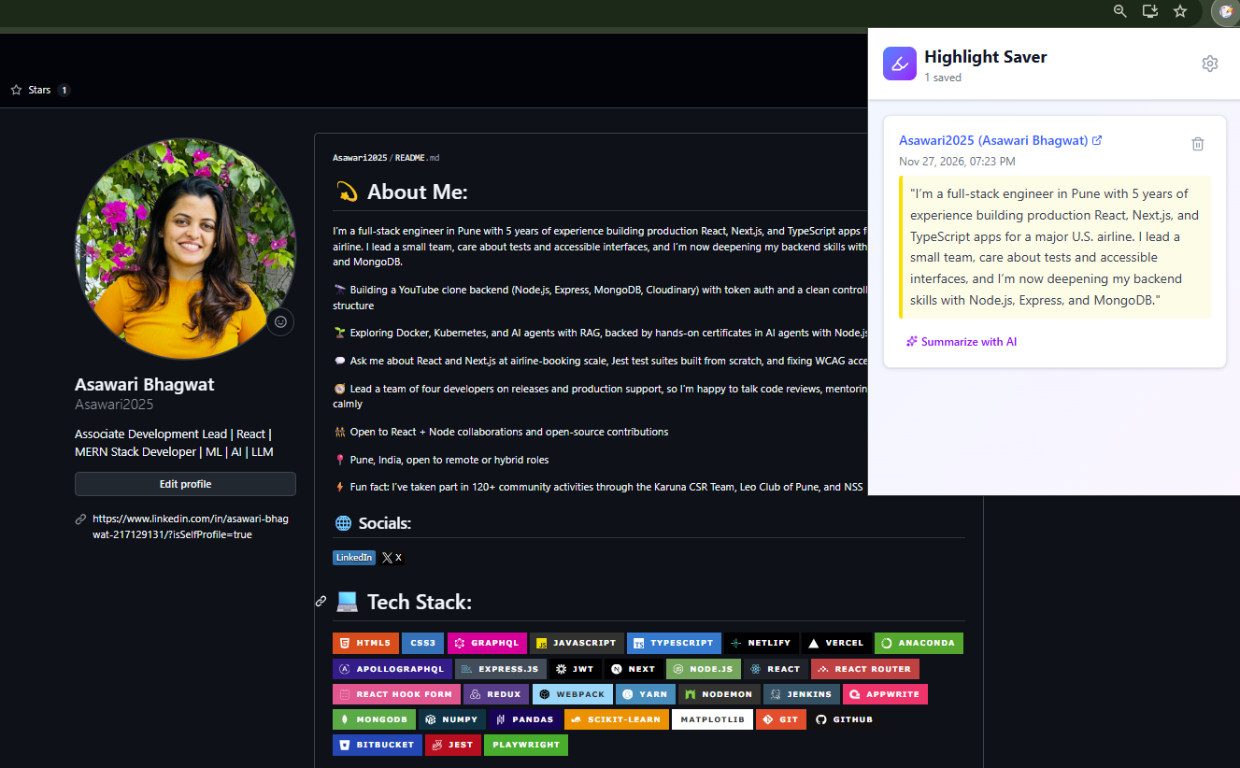 Stars 1
Asawari Bhagwat
Asawari2025
Associate Development Lead | React |
MERN Stack Developer | ML | AI | LLM
Edit profile
https://www.linkedin.com/in/asawari-bhag
wat-217129131/?isSelfProfile=true
Asawari2025 / README.md
About Me:
I'm a full-stack engineer in Pune with 5 years of experience building production React, Next.js, and TypeScript apps f
airline. I lead a small team, care about tests and accessible interfaces, and I'm now deepening my backend skills with
and MongoDB.
Building a YouTube clone backend (Node.js, Express, MongoDB, Cloudinary) with token auth and a clean controll
structure
Exploring Docker, Kubernetes, and AI agents with RAG, backed by hands-on certificates in AI agents with Node.js
Ask me about React and Next.js at airline-booking scale, Jest test suites built from scratch, and fixing WCAG acce
Lead a team of four developers on releases and production support, so I'm happy to talk code reviews, mentorin
calmly
Open to React + Node collaborations and open-source contributions
Pune, India, open to remote or hybrid roles
Fun fact: I've taken part in 120+ community activities through the Karuna CSR Team, Leo Club of Pune, and NSS
Socials:
LinkedIn X
Tech Stack:
HTML5 CSS3 GRAPHQL JAVASCRIPT TYPESCRIPT NETLIFY VERCEL ANACONDA
APOLLOGRAPHQL EXPRESS.JS JWT NEXT NODE.JS REACT REACT ROUTER
REACT HOOK FORM REDUX WEBPACK YARN NODEMON JENKINS APPWRITE
MONGODB NUMPY PANDAS SCIKIT-LEARN MATPLOTLIB GIT GITHUB
BITBUCKET JEST PLAYWRIGHT
Highlight Saver
1 saved
Asawari2025 (Asawari Bhagwat)
Nov 27, 2026, 07:23 PM
"I'm a full-stack engineer in Pune with 5 years of
experience building production React, Next.js, and
TypeScript apps for a major U.S. airline. I lead a
small team, care about tests and accessible
interfaces, and I'm now deepening my backend
skills with Node.js, Express, and MongoDB."
Summarize with AI